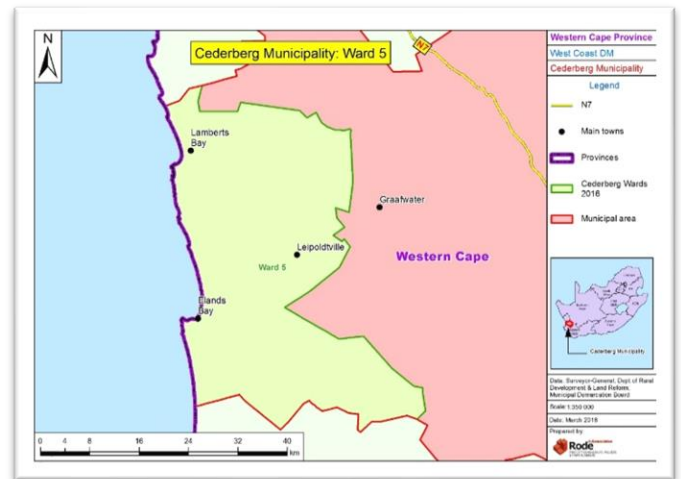 N
Cederberg Municipality: Ward 5
N7
Lamberts
Bay
Graafwater
Leipoldtville
Ward 5
Western Cape
Elands
Bay
0 4 8 16 24 32 40
km
Western Cape Province
West Coast DM
Cederberg Municipality
Legend
N7
Main towns
Provinces
Cederberg Wards
2016
Municipal area
Cederberg Municipality
Data: Surveyor-General, Dept of Rural
Development & Land Reform,
Municipal Demarcation Board
Scale 1:350 000
Date: March 2018
Prepared by
Rode